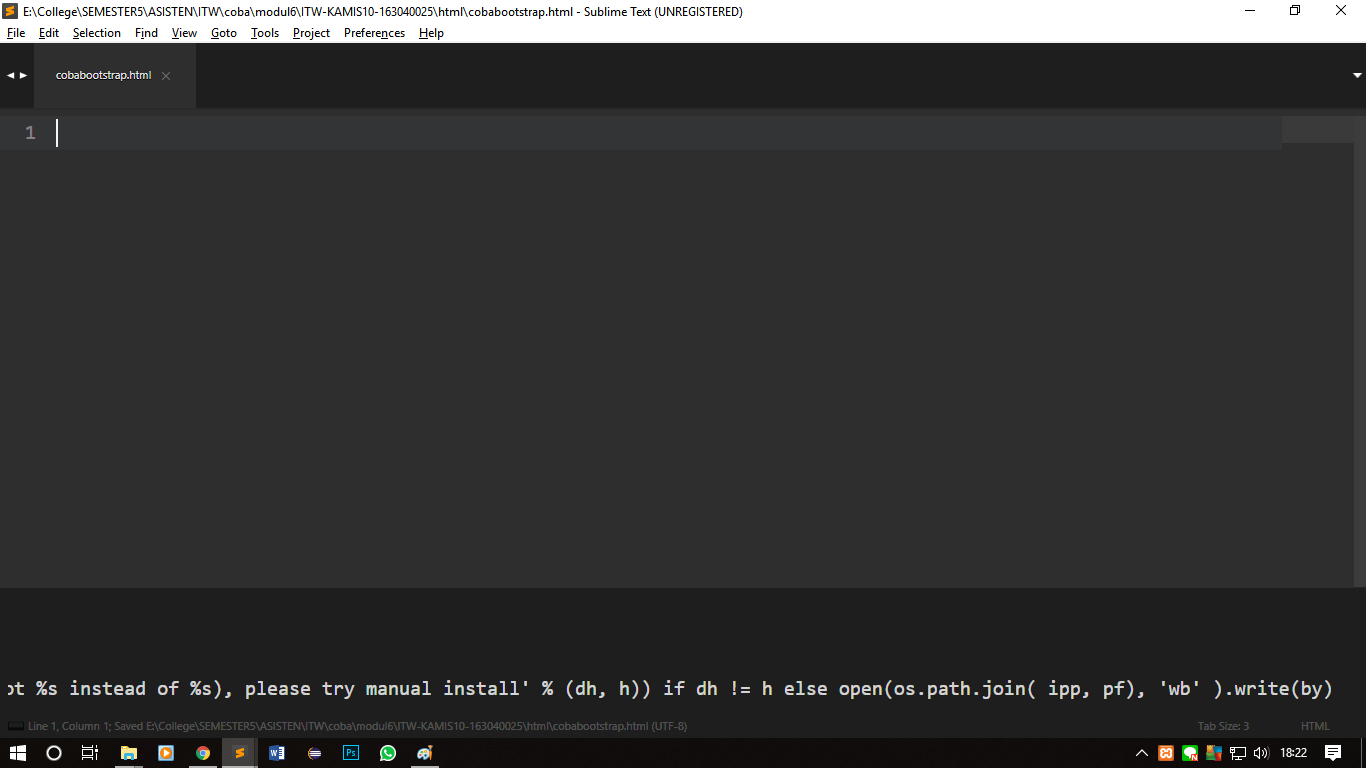 E:\College\SEMESTER5\ASISTEN\ITW\coba\modul6\ITW-KAMIS10-163040025\html\cobabootstrap.html - Sublime Text (UNREGISTERED)
File Edit Selection Find View Goto Tools Project Preferences Help
cobabootstrap.html
1
ot %s instead of %s), please try manual install' % (dh, h)) if dh != h else open(os.path.join( ipp, pf), 'wb' ).write(by)
Line 1, Column 1; Saved E:\College\SEMESTER5\ASISTEN\ITW\coba\modul6\ITW-KAMIS10-163040025\html\cobabootstrap.html (UTF-8) Tab Size: 3 HTML
18:22